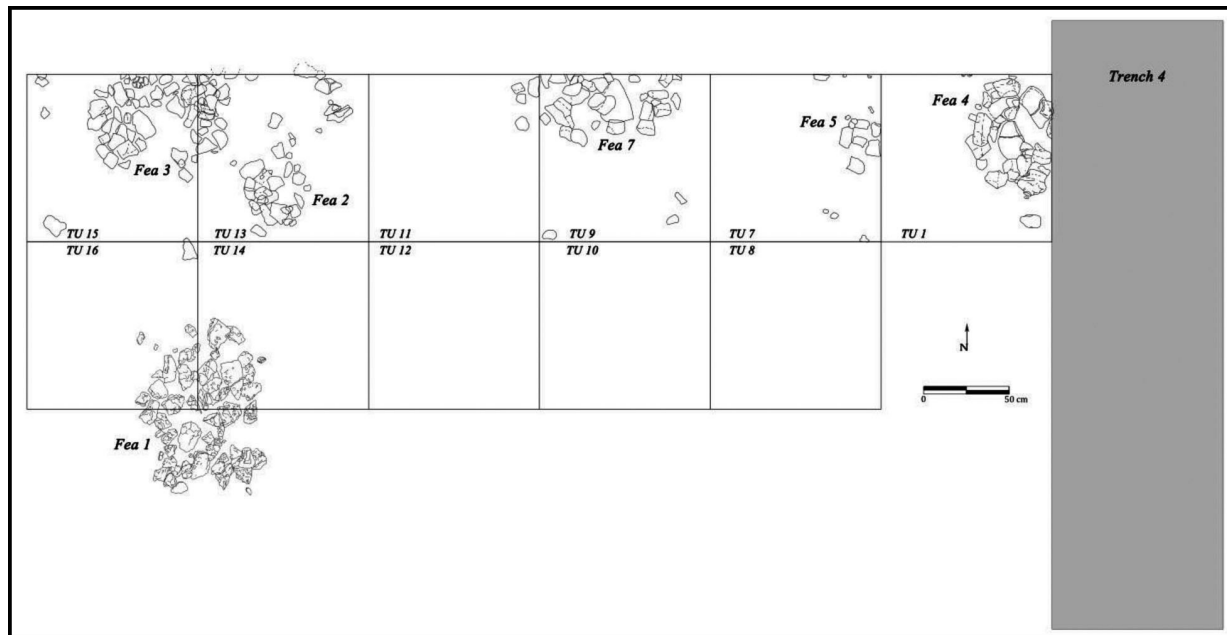 Trench 4
Fea 4
Fea 5
Fea 7
Fea 3
Fea 2
TU 15
TU 13
TU 11
TU 9
TU 7
TU 1
TU 16
TU 14
TU 12
TU 10
TU 8
N
0 50 cm
Fea 1